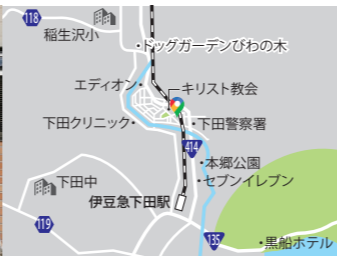 118
稲生沢小
・ドッグガーデンびわの木
エディオン・
キリスト教会
下田クリニック・
・下田警察署
414
・本郷公園
・セブンイレブン
下田中
伊豆急下田駅
119
135
・黒船ホテル